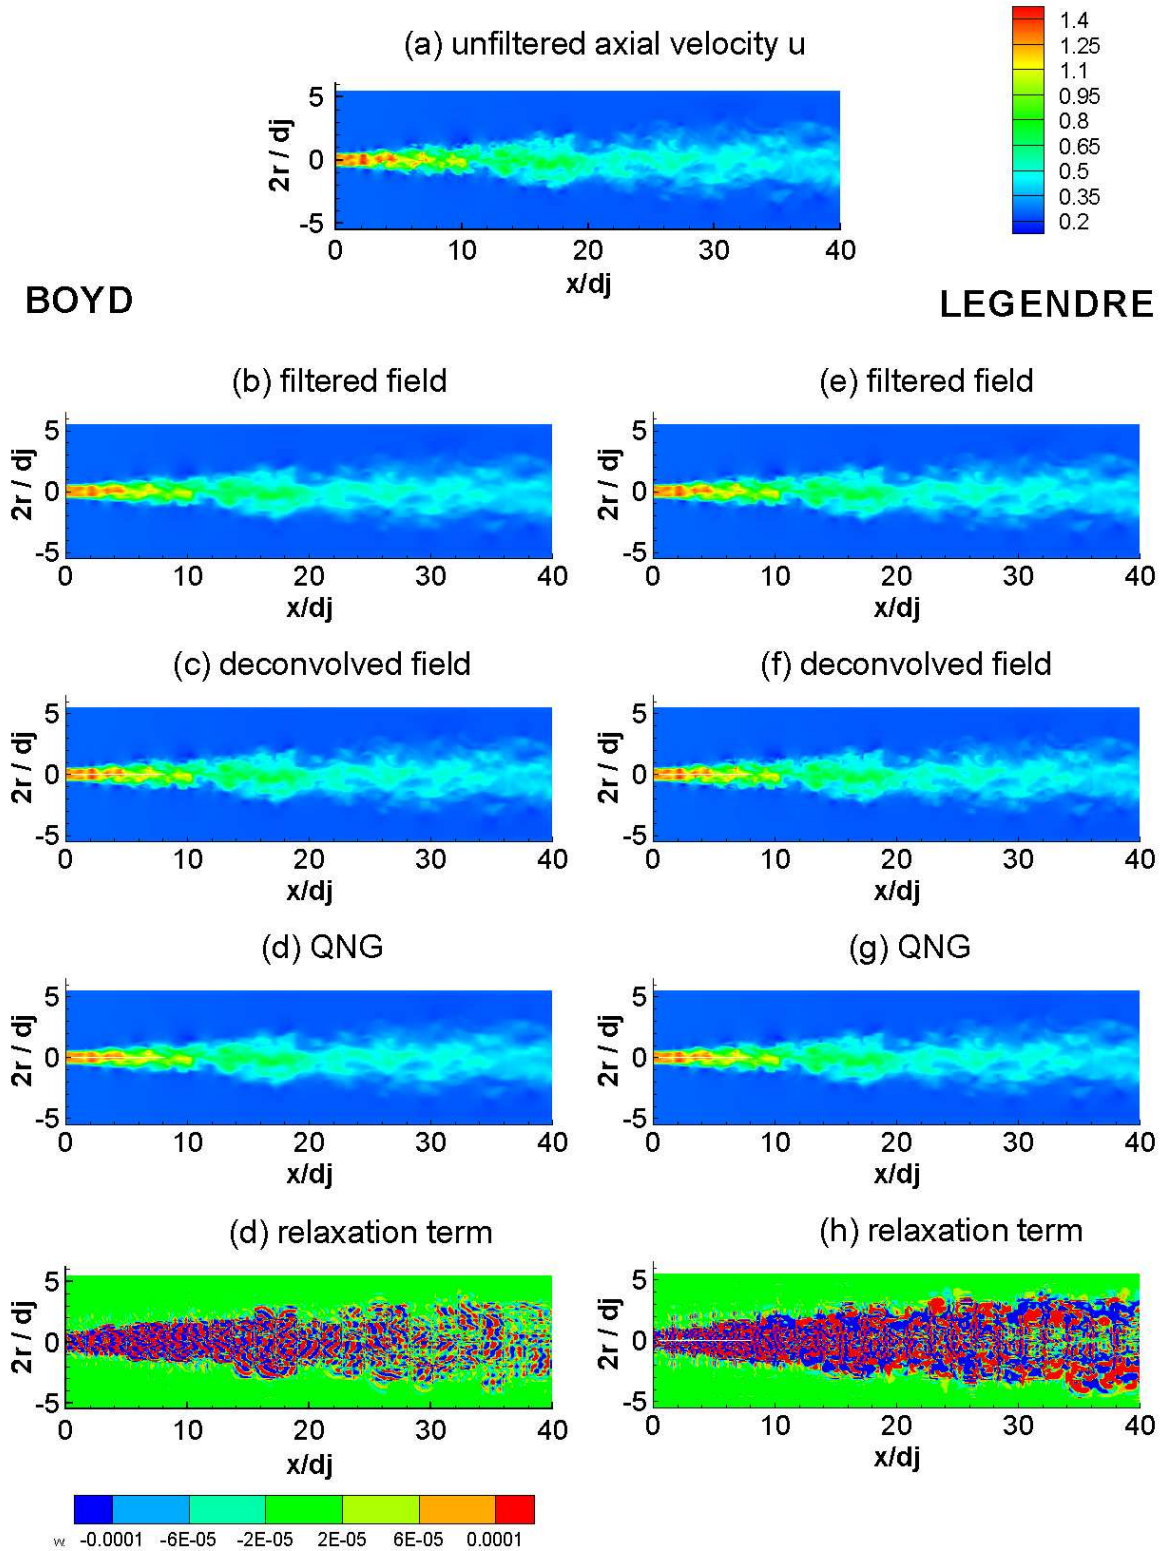 (a) unfiltered axial velocity u
1.4
1.25
1.1
0.95
0.8
0.65
0.5
0.35
0.2
5
0
-5
2r / dj
0 10 20 30 40
x/dj
BOYD
LEGENDRE
(b) filtered field
5
0
-5
2r / dj
0 10 20 30 40
x/dj
(e) filtered field
5
0
-5
2r / dj
0 10 20 30 40
x/dj
(c) deconvolved field
5
0
-5
2r / dj
0 10 20 30 40
x/dj
(f) deconvolved field
5
0
-5
2r / dj
0 10 20 30 40
x/dj
(d) QNG
5
0
-5
2r / dj
0 10 20 30 40
x/dj
(g) QNG
5
0
-5
2r / dj
0 10 20 30 40
x/dj
(d) relaxation term
5
0
-5
2r / dj
0 10 20 30 40
x/dj
(h) relaxation term
5
0
-5
2r / dj
0 10 20 30 40
x/dj
-0.0001 -6E-05 -2E-05 2E-05 6E-05 0.0001